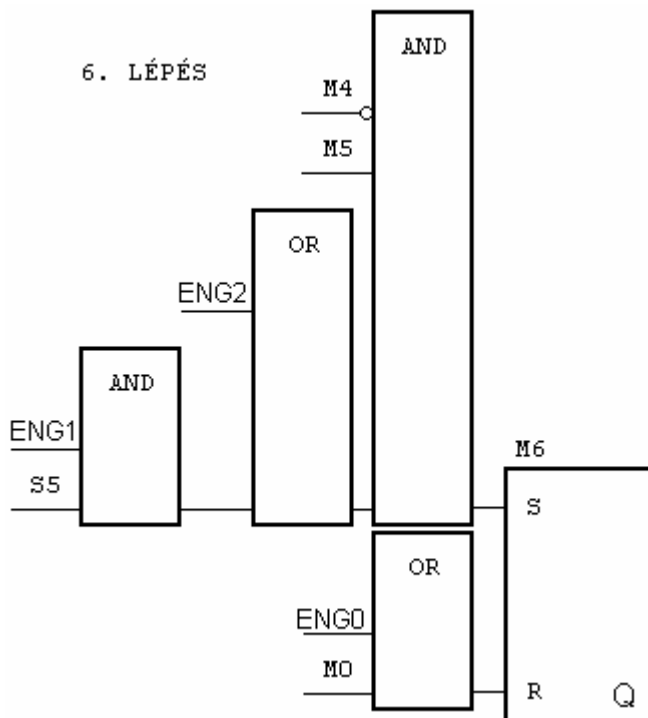 AND
6. LÉPÉS
M4
M5
OR
ENG2
AND
ENG1
S5
M6
S
OR
ENG0
M0
R Q